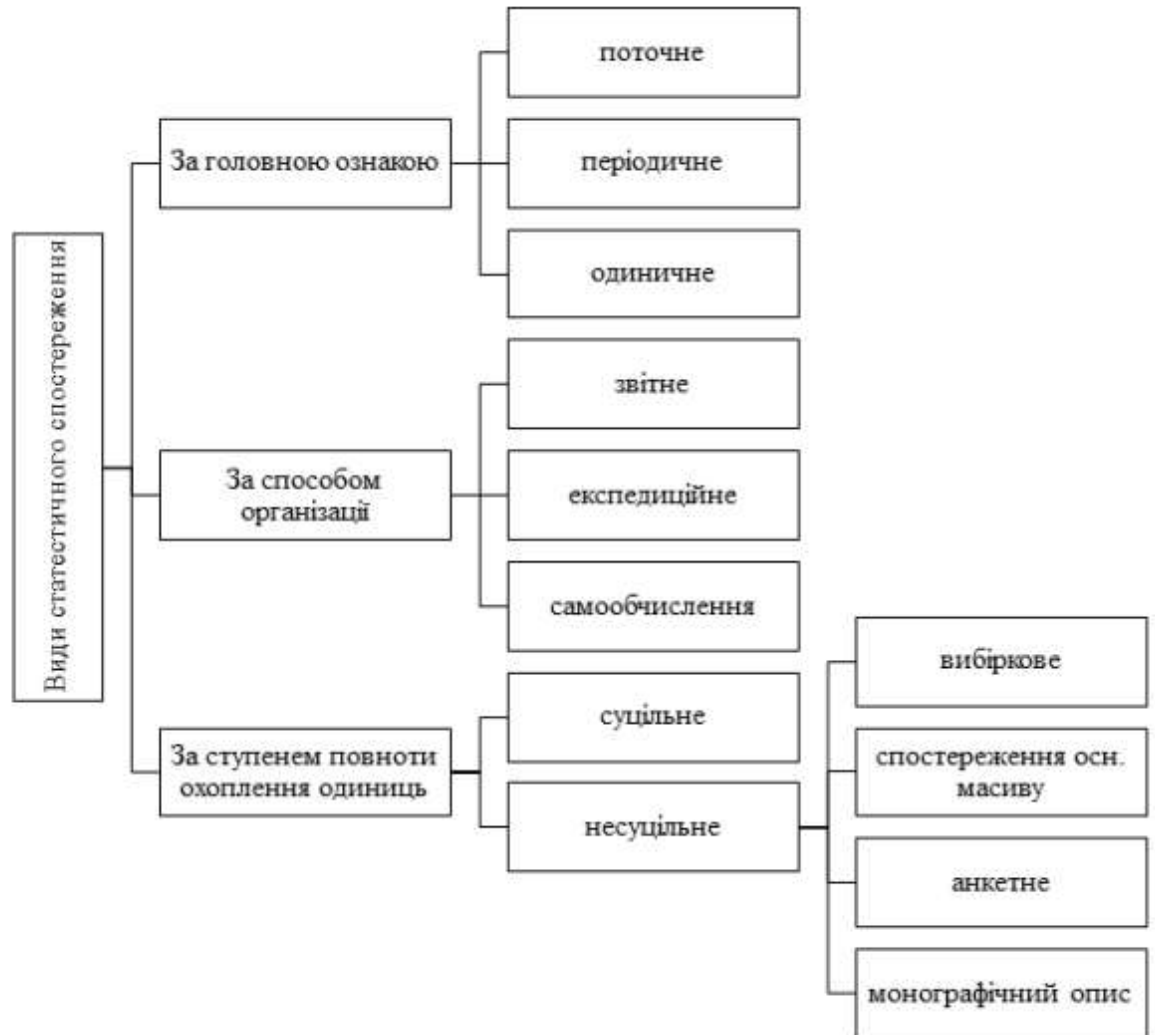 Види статестичного спостереження
За головною ознакою
поточне
періодичне
одиничне
За способом
організації
звітне
експедиційне
самообчислення
За ступенем повноти
охоплення одиниць
суцільне
несуцільне
вибіркове
спостереження осн.
масиву
анкетне
монографічний опис